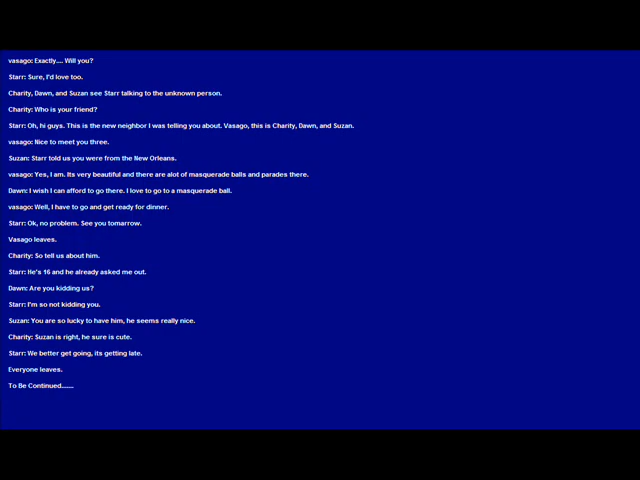 vasago: Exactly.... Will you?
Starr: Sure, I'd love too.
Charity, Dawn, and Suzan see Starr talking to the unknown person.
Charity: Who is your friend?
Starr: Oh, hi guys. This is the new neighbor I was telling you about. Vasago, this is Charity, Dawn, and Suzan.
vasago: Nice to meet you three.
Suzan: Starr told us you were from the New Orleans.
vasago: Yes, I am. Its very beautiful and there are alot of masquerade balls and parades there.
Dawn: I wish I can afford to go there. I love to go to a masquerade ball.
vasago: Well, I have to go and get ready for dinner.
Starr: Ok, no problem. See you tomarrow.
Vasago leaves.
Charity: So tell us about him.
Starr: He's 16 and he already asked me out.
Dawn: Are you kidding us?
Starr: I'm so not kidding you.
Suzan: You are so lucky to have him, he seems really nice.
Charity: Suzan is right, he sure is cute.
Starr: We better get going, its getting late.
Everyone leaves.
To Be Continued.......